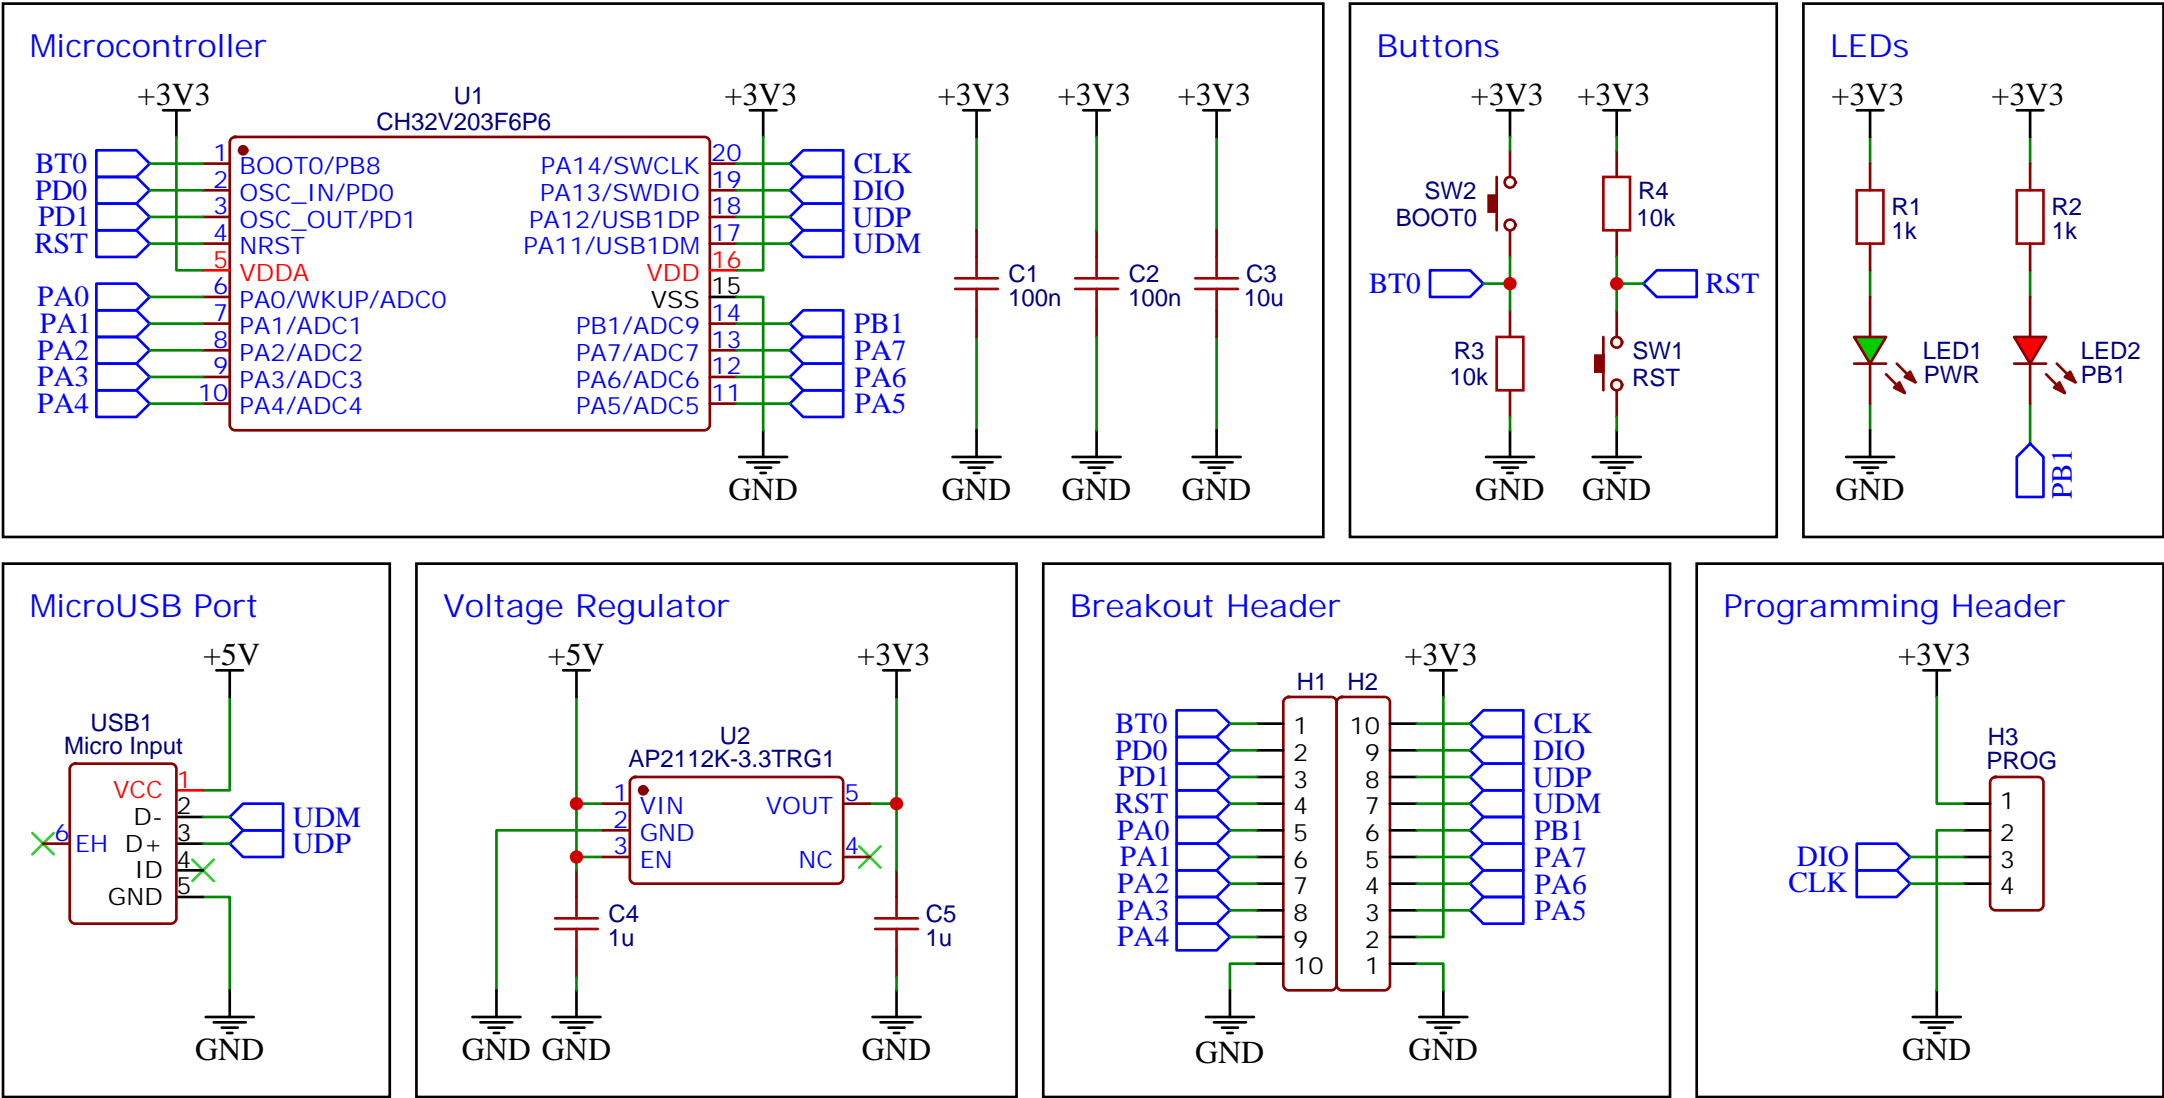 Microcontroller
+3V3
U1
CH32V203F6P6
+3V3
BT0 1 BOOT0/PB8
PD0 2 OSC_IN/PD0
PD1 3 OSC_OUT/PD1
RST 4 NRST
5 VDDA
PA0 6 PA0/WKUP/ADC0
PA1 7 PA1/ADC1
PA2 8 PA2/ADC2
PA3 9 PA3/ADC3
PA4 10 PA4/ADC4
PA14/SWCLK 20 CLK
PA13/SWDIO 19 DIO
PA12/USB1DP 18 UDP
PA11/USB1DM 17 UDM
VDD 16
VSS 15
PB1/ADC9 14 PB1
PA7/ADC7 13 PA7
PA6/ADC6 12 PA6
PA5/ADC5 11 PA5
GND
+3V3 +3V3 +3V3
C1
100n
C2
100n
C3
10u
GND GND GND
Buttons
+3V3 +3V3
SW2
BOOT0
R4
10k
BT0
RST
R3
10k
SW1
RST
GND GND
LEDs
+3V3 +3V3
R1
1k
R2
1k
LED1
PWR
LED2
PB1
GND
PB1
MicroUSB Port
+5V
USB1
Micro Input
VCC 1
D- 2 UDM
6 EH D+ 3 UDP
ID 4
GND 5
GND
Voltage Regulator
+5V +3V3
U2
AP2112K-3.3TRG1
1 VIN VOUT 5
2 GND
3 EN NC 4
C4
1u
C5
1u
GND GND GND
Breakout Header
+3V3
H1 H2
BT0 1 10 CLK
PD0 2 9 DIO
PD1 3 8 UDP
RST 4 7 UDM
PA0 5 6 PB1
PA1 6 5 PA7
PA2 7 4 PA6
PA3 8 3 PA5
PA4 9 2
10 1
GND GND
Programming Header
+3V3
H3
PROG
1
2
DIO 3
CLK 4
GND